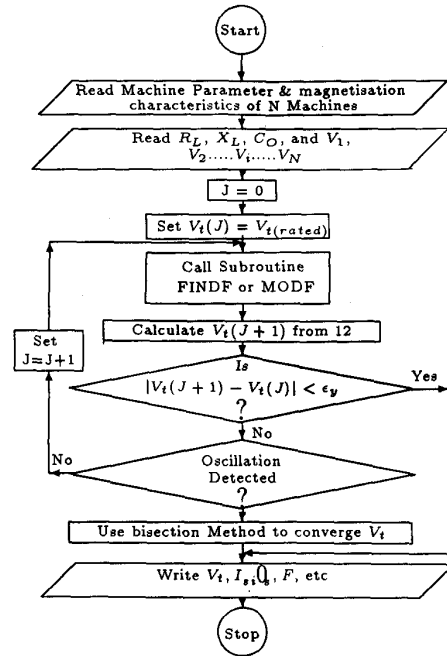 Start
Read Machine Parameter & magnetisation
characteristics of N Machines
Read R_L, X_L, C_O, and V_1,
V_2.....V_i.....V_N
J = 0
Set V_t(J) = V_t(rated)
Call Subroutine
FINDF or MODF
Set
J=J+1
Calculate V_t(J + 1) from 12
Is
|V_t(J + 1) − V_t(J)| < ϵ_y
?
Yes
No
No
Oscillation
Detected
?
Use bisection Method to converge V_t
Write V_t, I_si, F, etc
Stop